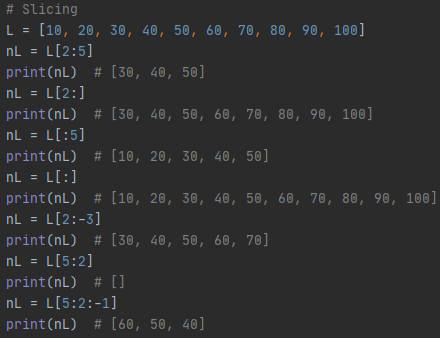 # Slicing
L = [10, 20, 30, 40, 50, 60, 70, 80, 90, 100]
nL = L[2:5]
print(nL)  # [30, 40, 50]
nL = L[2:]
print(nL)  # [30, 40, 50, 60, 70, 80, 90, 100]
nL = L[:5]
print(nL)  # [10, 20, 30, 40, 50]
nL = L[:]
print(nL)  # [10, 20, 30, 40, 50, 60, 70, 80, 90, 100]
nL = L[2:-3]
print(nL)  # [30, 40, 50, 60, 70]
nL = L[5:2]
print(nL)  # []
nL = L[5:2:-1]
print(nL)  # [60, 50, 40]